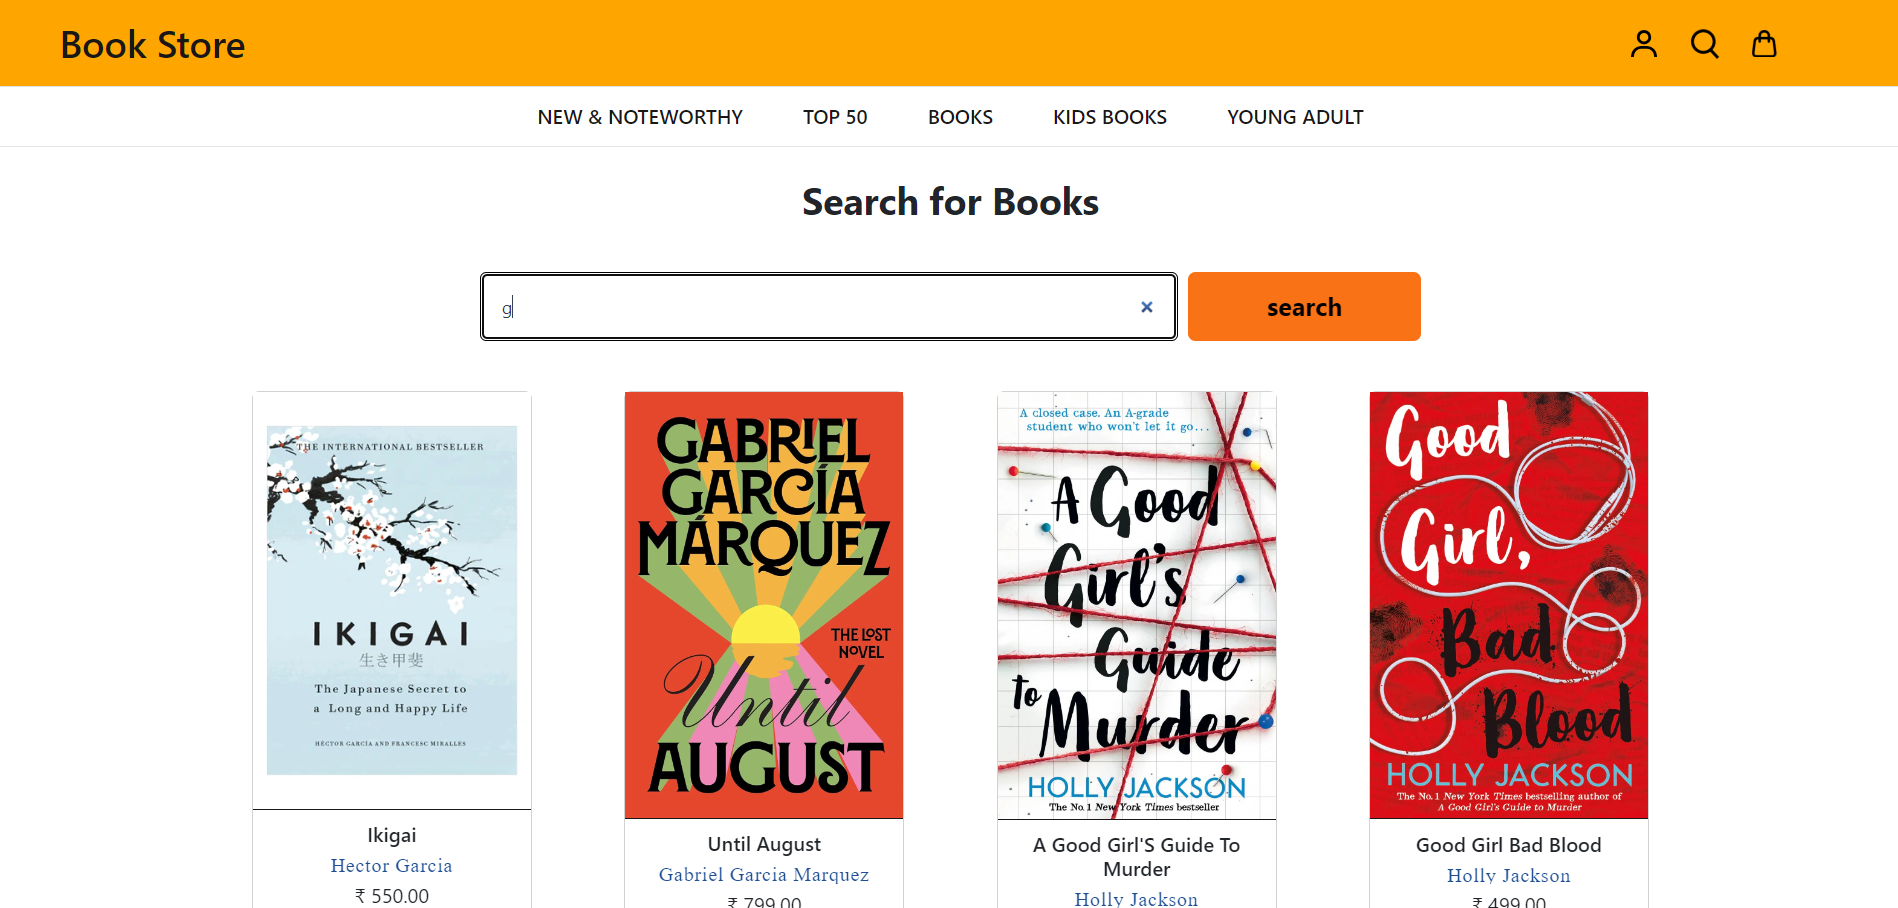 Book Store
NEW & NOTEWORTHY TOP 50 BOOKS KIDS BOOKS YOUNG ADULT
Search for Books
g × search
THE INTERNATIONAL BESTSELLER
IKIGAI
生き甲斐
The Japanese Secret to
a Long and Happy Life
HÉCTOR GARCÍA AND FRANCESC MIRALLES
Ikigai
Hector Garcia
₹ 550.00
GABRIEL
GARCÍA
MÁRQUEZ
THE LOST
NOVEL
Until
AUGUST
Until August
Gabriel Garcia Marquez
₹ 799.00
A closed case. An A-grade
student who won't let it go...
A Good
Girl's
Guide
to
Murder
HOLLY JACKSON
The No.1 New York Times bestseller
A Good Girl'S Guide To
Murder
Holly Jackson
Good
Girl,
Bad
Blood
HOLLY JACKSON
The No.1 New York Times bestselling author of
A Good Girl's Guide to Murder
Good Girl Bad Blood
Holly Jackson
₹ 499.00